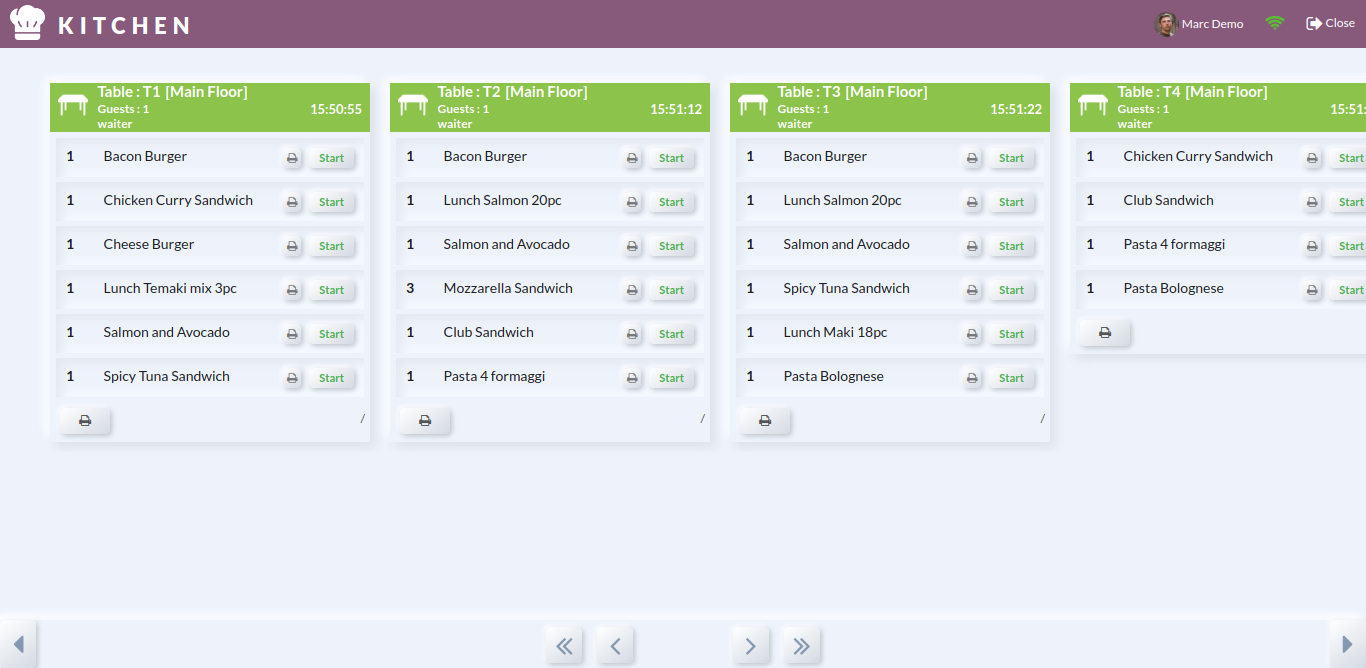 KITCHEN
Marc Demo
Close
Table : T1 [Main Floor]
Guests : 1
15:50:55
waiter
1 Bacon Burger Start
1 Chicken Curry Sandwich Start
1 Cheese Burger Start
1 Lunch Temaki mix 3pc Start
1 Salmon and Avocado Start
1 Spicy Tuna Sandwich Start
/
Table : T2 [Main Floor]
Guests : 1
15:51:12
waiter
1 Bacon Burger Start
1 Lunch Salmon 20pc Start
1 Salmon and Avocado Start
3 Mozzarella Sandwich Start
1 Club Sandwich Start
1 Pasta 4 formaggi Start
/
Table : T3 [Main Floor]
Guests : 1
15:51:22
waiter
1 Bacon Burger Start
1 Lunch Salmon 20pc Start
1 Salmon and Avocado Start
1 Spicy Tuna Sandwich Start
1 Lunch Maki 18pc Start
1 Pasta Bolognese Start
/
Table : T4 [Main Floor]
Guests : 1
15:51:
waiter
1 Chicken Curry Sandwich Start
1 Club Sandwich Start
1 Pasta 4 formaggi Start
1 Pasta Bolognese Start